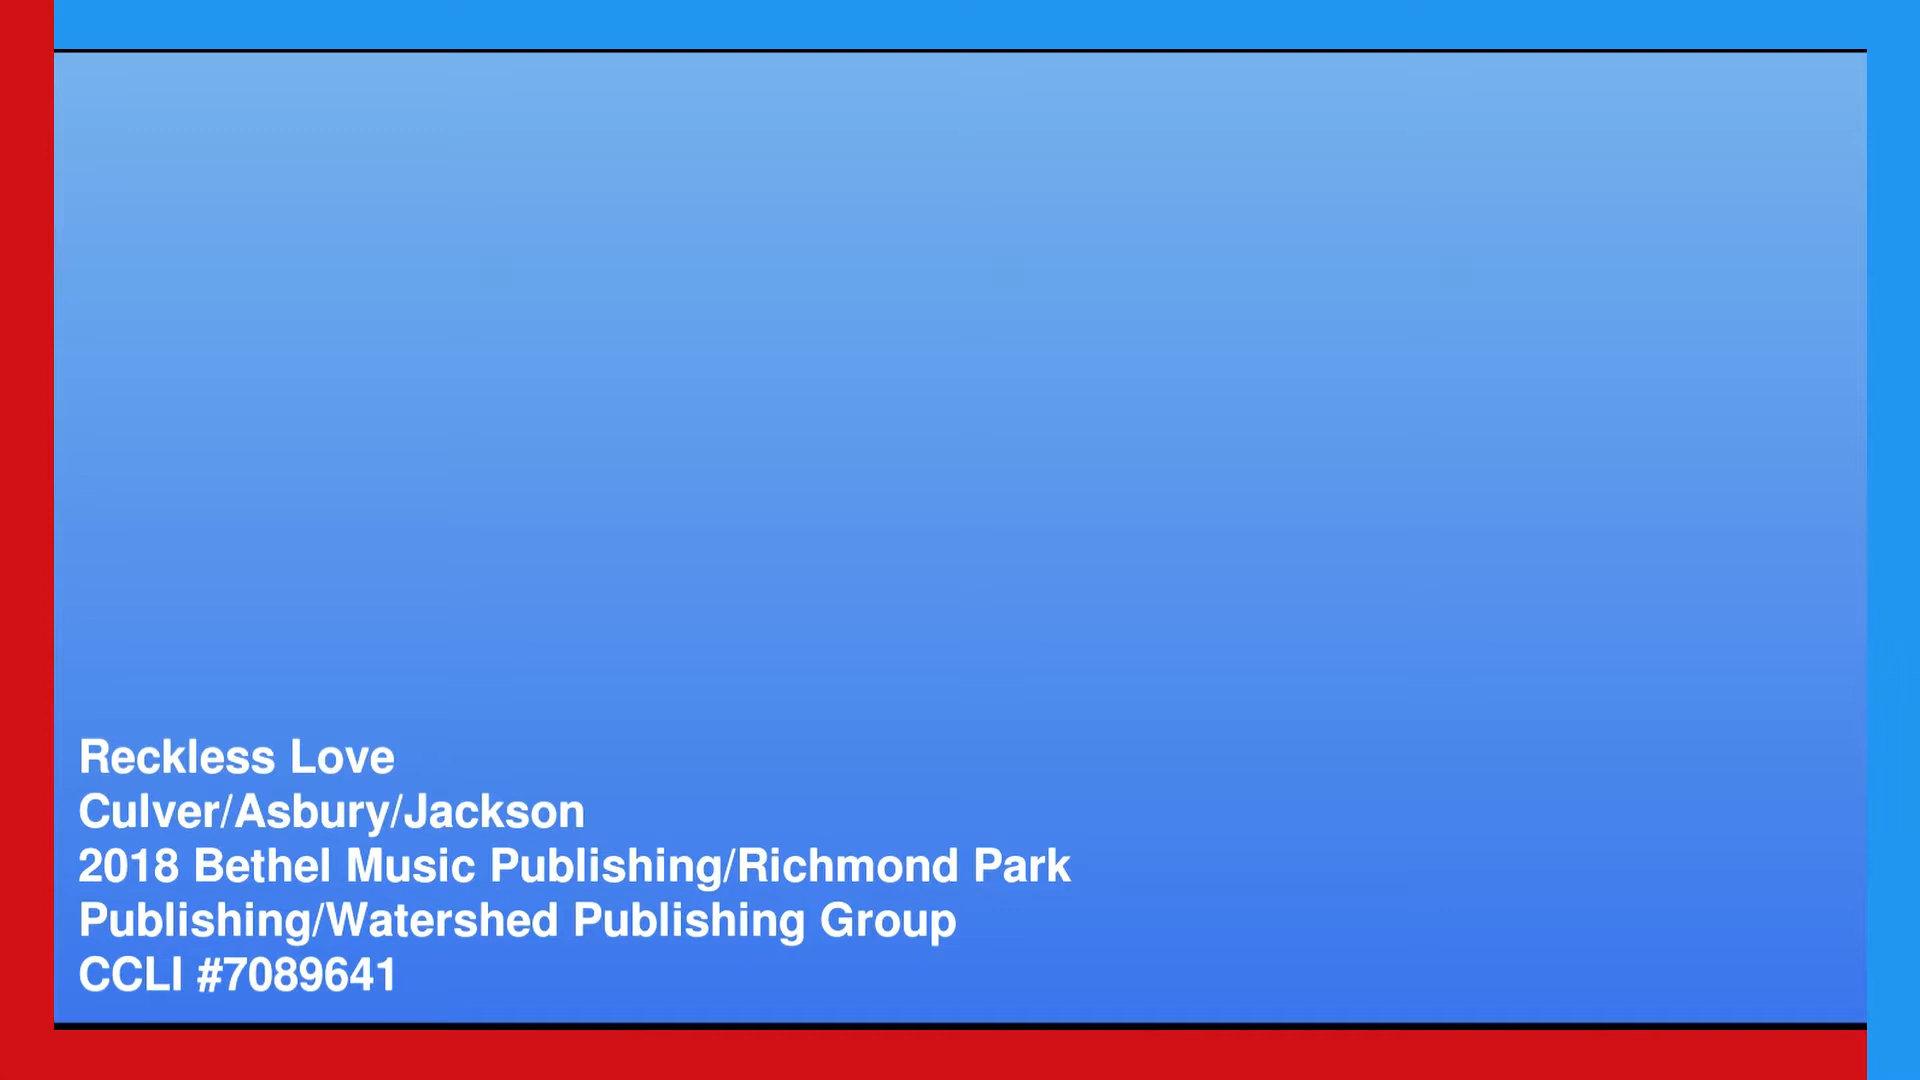 Reckless Love
Culver/Asbury/Jackson
2018 Bethel Music Publishing/Richmond Park
Publishing/Watershed Publishing Group
CCLI #7089641